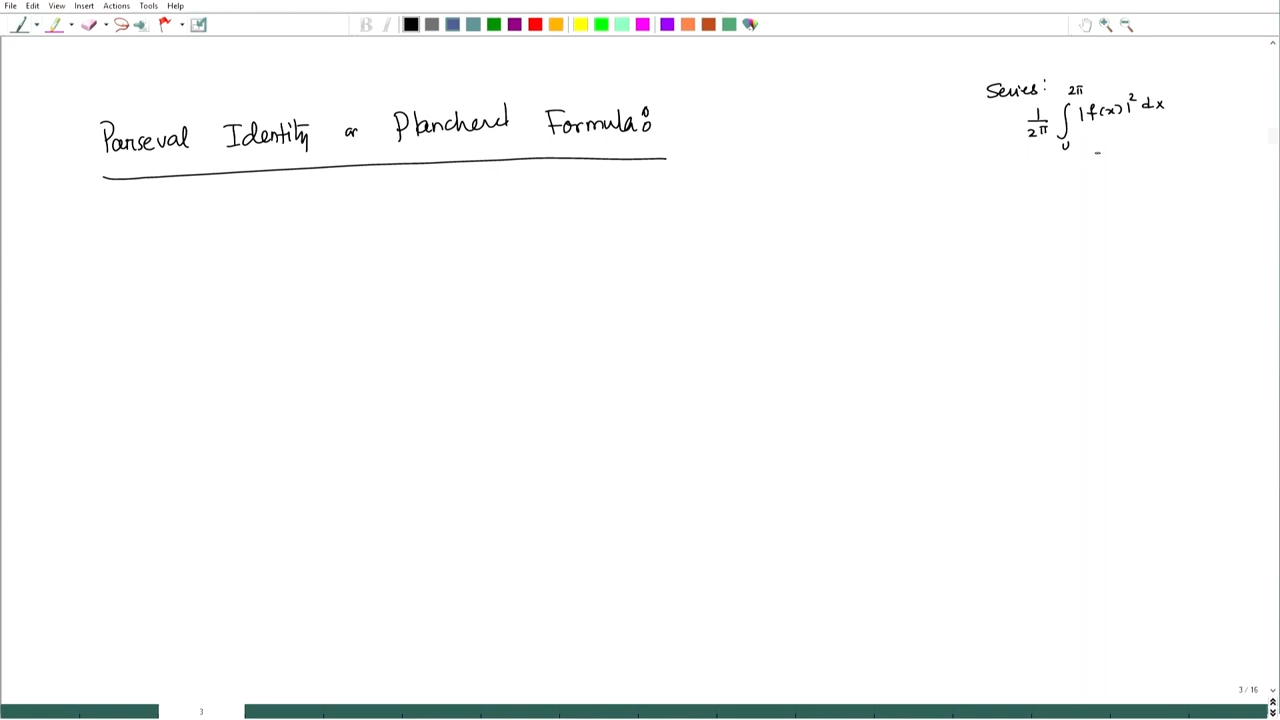 File Edit View Insert Actions Tools Help
B I
Series:
1/2π ∫₀^2π |f(x)|² dx
Parseval Identity or Plancherel Formula:
3 / 16
3